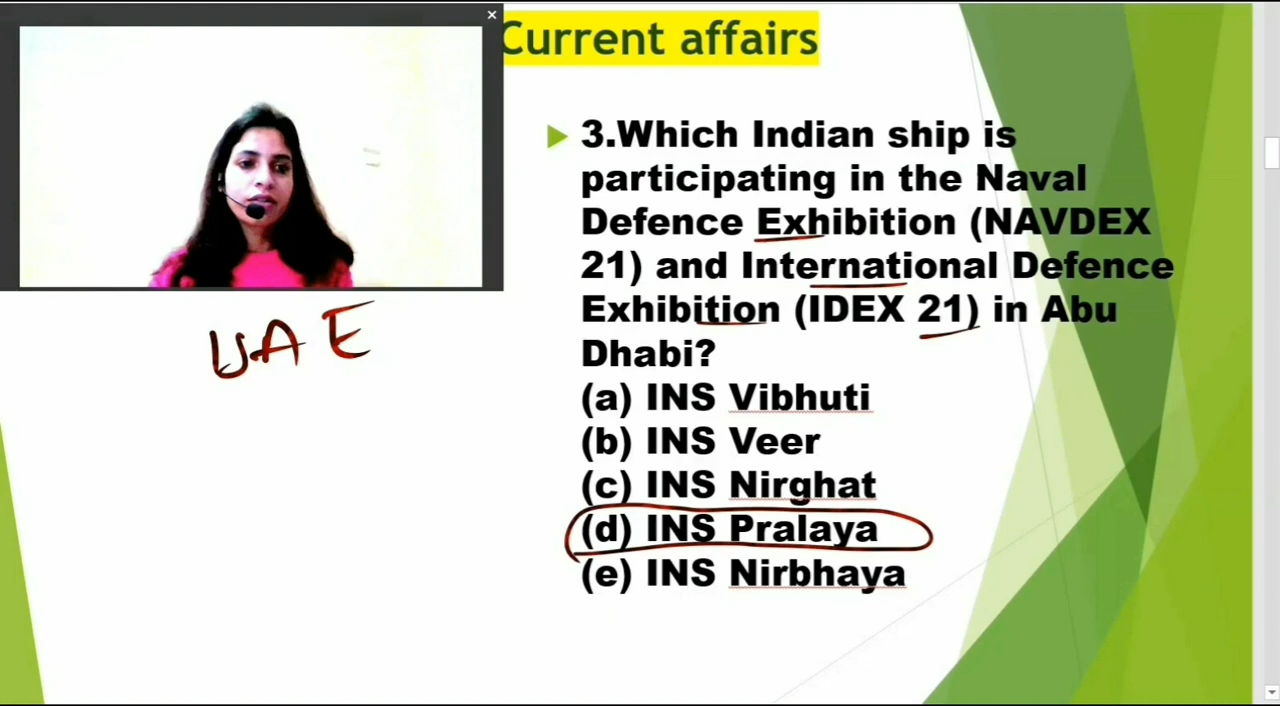 Current affairs
3.Which Indian ship is
participating in the Naval
Defence Exhibition (NAVDEX
21) and International Defence
Exhibition (IDEX 21) in Abu
Dhabi?
(a) INS Vibhuti
(b) INS Veer
(c) INS Nirghat
(d) INS Pralaya
(e) INS Nirbhaya
UAE